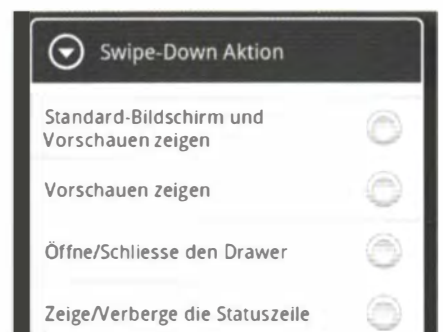 Swipe-Down Aktion
Standard-Bildschirm und
Vorschauen zeigen
Vorschauen zeigen
Öffne/Schliesse den Drawer
Zeige/Verberge die Statuszeile